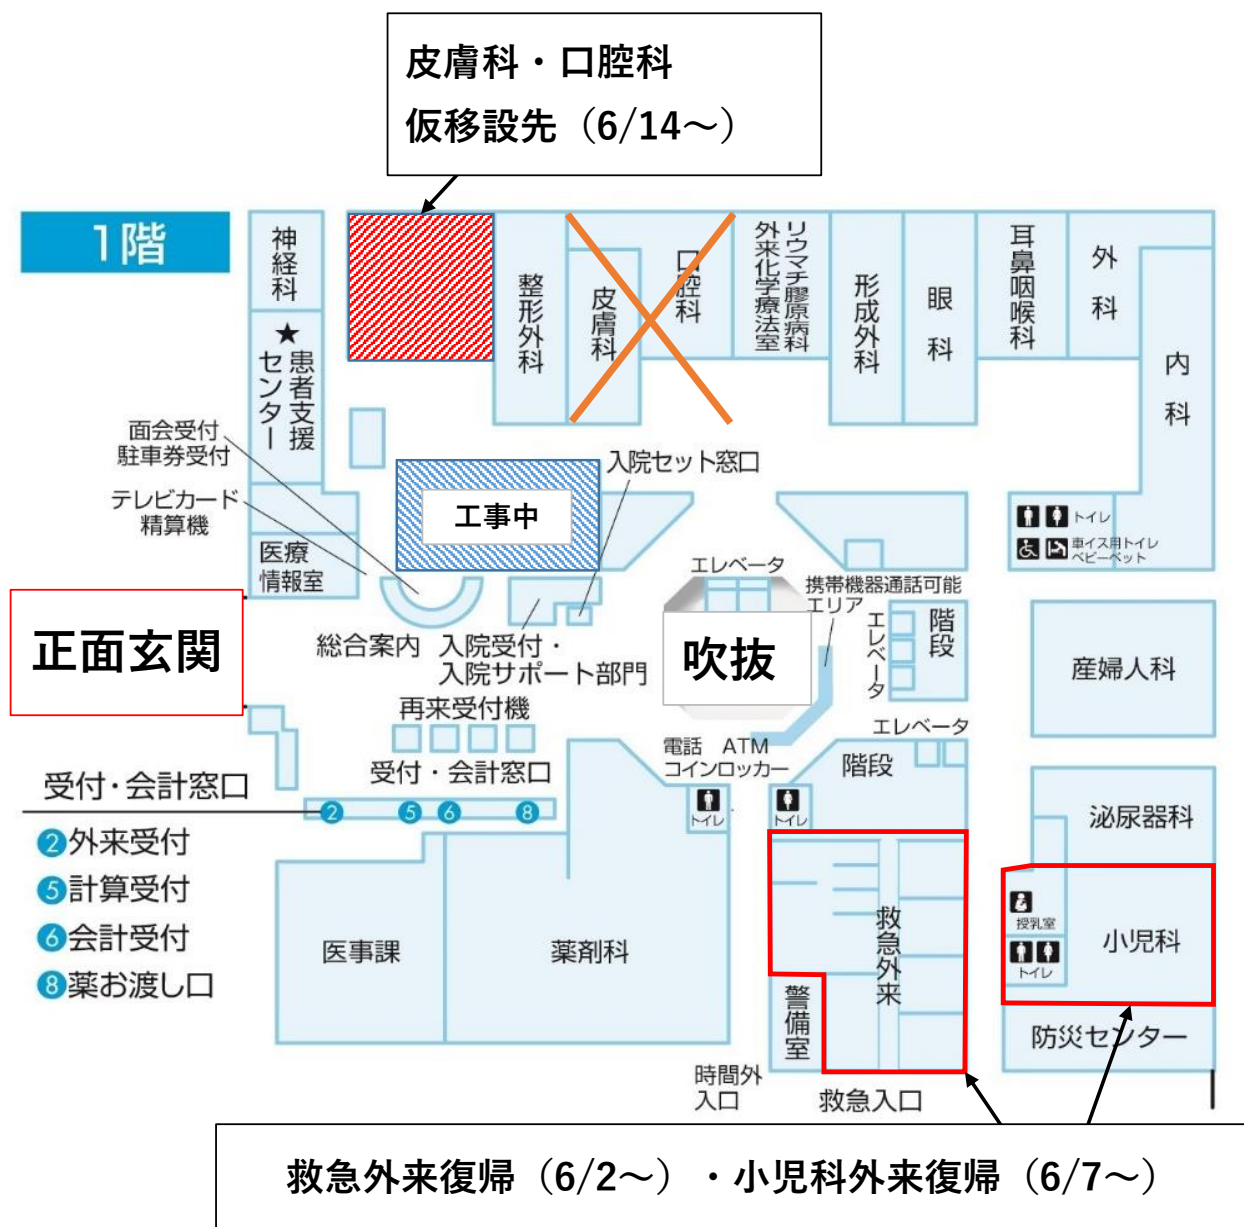 皮膚科・口腔科
仮移設先（6/14～）
1階
神経科
整形外科
皮膚科
口腔科
リウマチ膠原病科
外来化学療法室
形成外科
眼科
耳鼻咽喉科
外科
内科
★患者支援
センター
面会受付
駐車券受付
テレビカード
精算機
医療
情報室
工事中
入院セット窓口
トイレ
車イス用トイレ
ベビーベット
エレベータ
携帯機器通話可能
エリア
正面玄関
総合案内
入院受付・
入院サポート部門
吹抜
エレベータ
階段
産婦人科
再来受付機
電話 ATM
コインロッカー
エレベータ
階段
受付・会計窓口
受付・会計窓口
2 5 6 8
トイレ
トイレ
泌尿器科
2外来受付
5計算受付
6会計受付
8薬お渡し口
医事課
薬剤科
救急外来
授乳室
トイレ
小児科
警備室
防災センター
時間外
入口
救急入口
救急外来復帰（6/2～）・小児科外来復帰（6/7～）